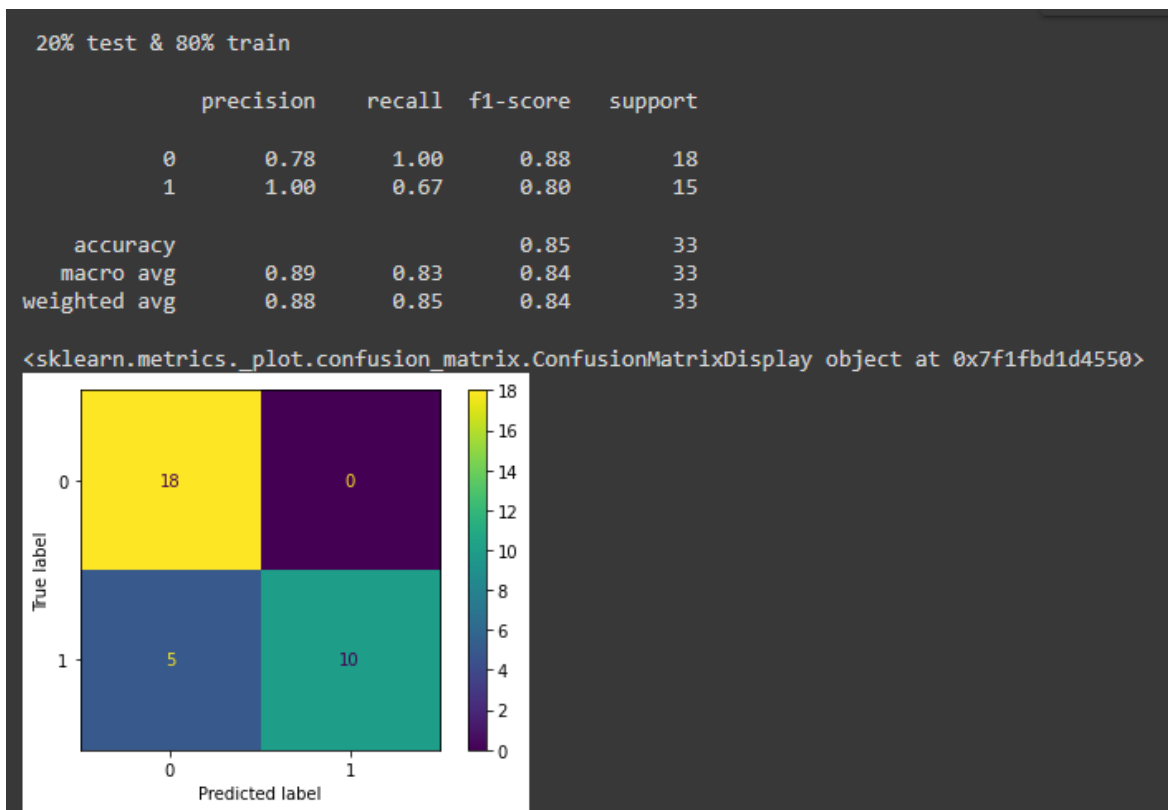 20% test & 80% train
precision recall f1-score support
0 0.78 1.00 0.88 18
1 1.00 0.67 0.80 15
accuracy 0.85 33
macro avg 0.89 0.83 0.84 33
weighted avg 0.88 0.85 0.84 33
<sklearn.metrics._plot.confusion_matrix.ConfusionMatrixDisplay object at 0x7f1fbd1d4550>
18
16
14
12
10
8
6
4
2
0
True label
0 18 0
1 5 10
0 1
Predicted label